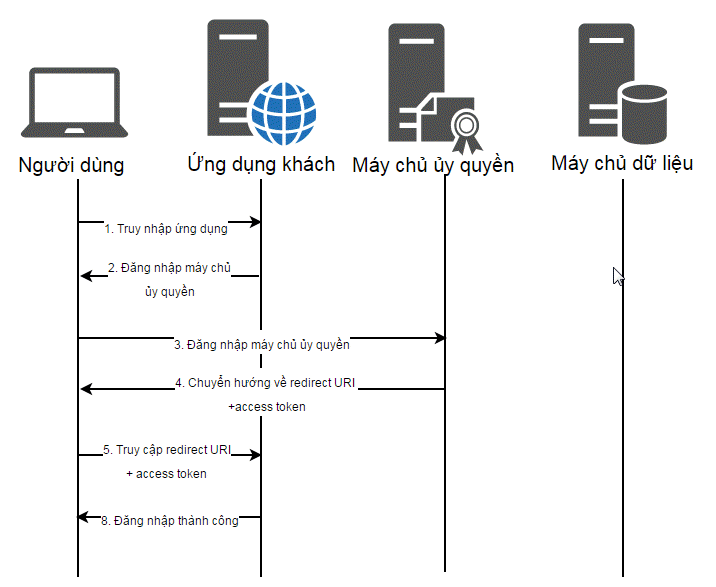 Người dùng
Ứng dụng khách
Máy chủ ủy quyền
Máy chủ dữ liệu
1. Truy nhập ứng dụng
2. Đăng nhập máy chủ
ủy quyền
3. Đăng nhập máy chủ ủy quyền
4. Chuyển hướng về redirect URI
+access token
5. Truy cập redirect URI
+ access token
8. Đăng nhập thành công